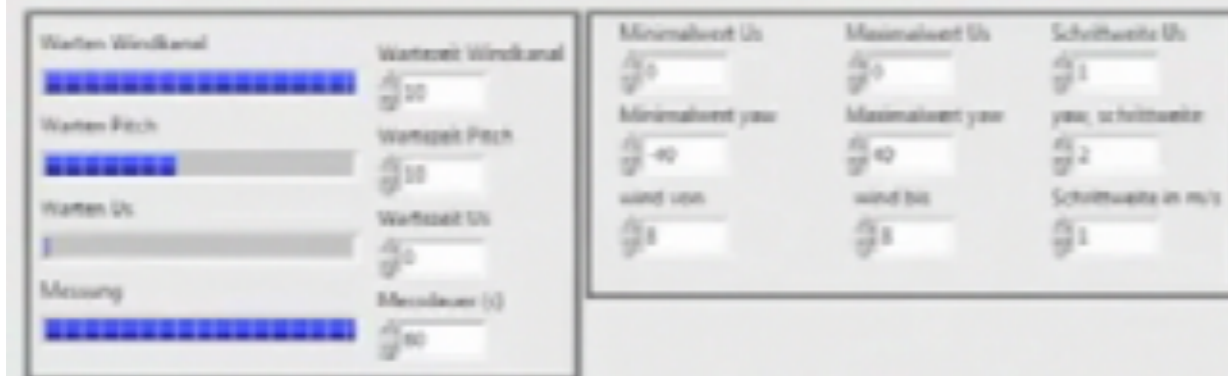 Warten Windkanal
Wartezeit Windkanal
10
Warten Pitch
Wartezeit Pitch
10
Warten Us
Wartezeit Us
0
Messung
Messdauer (s)
60
Minimalwert Us
Maximalwert Us
Schrittweite Us
0
0
1
Minimalwert yaw
Maximalwert yaw
yaw, schrittweite
-40
40
2
wind von
wind bis
Schrittweite in m/s
8
8
1